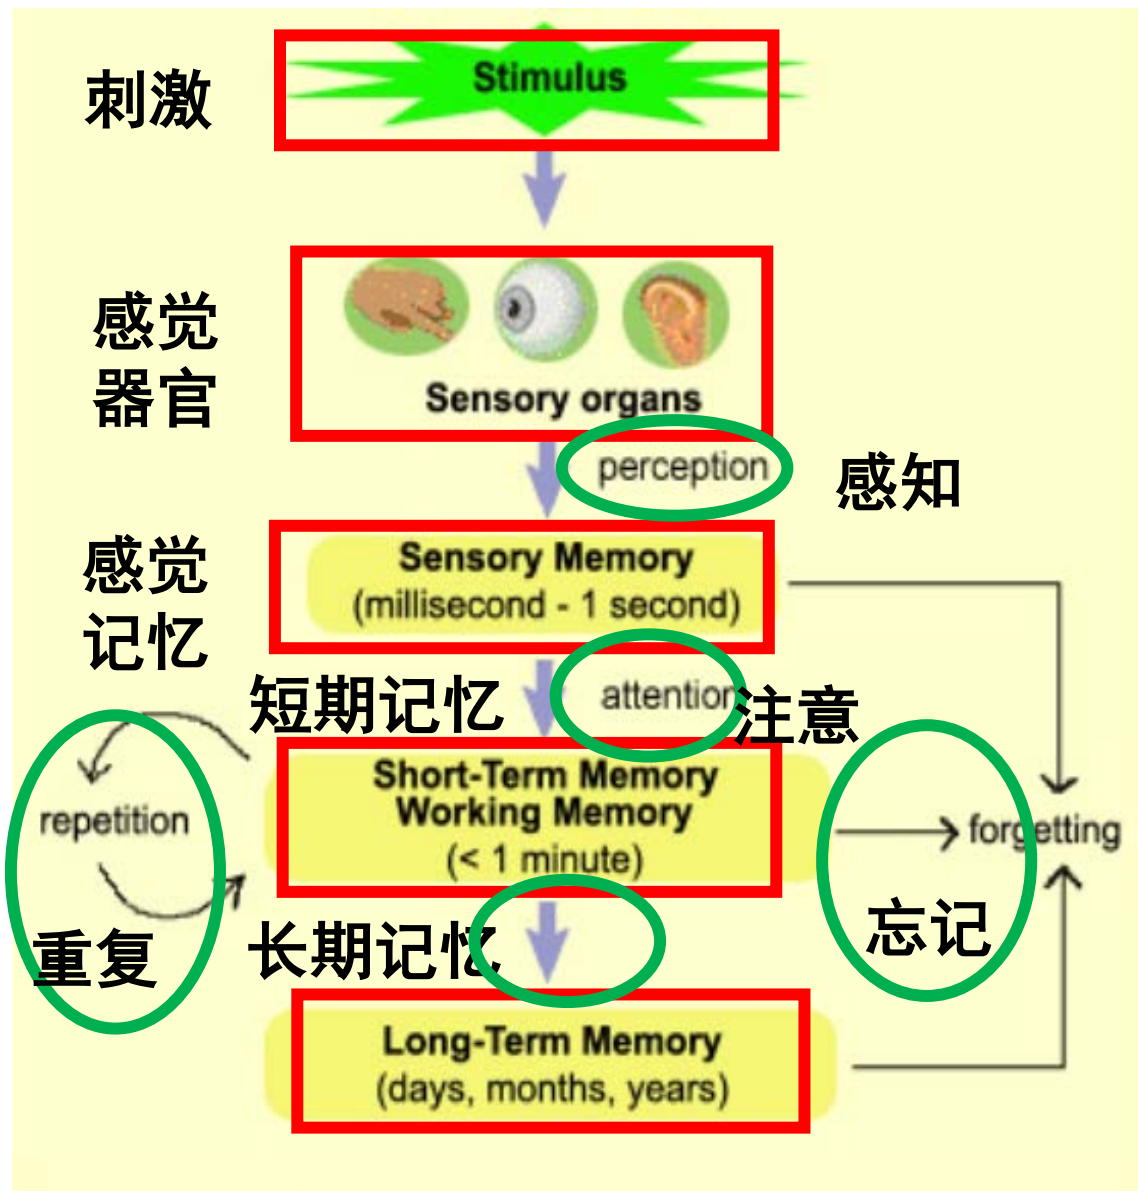 刺激
Stimulus
感觉
器官
Sensory organs
perception
感知
感觉
记忆
Sensory Memory
(millisecond - 1 second)
短期记忆
attention
注意
Short-Term Memory
Working Memory
(< 1 minute)
repetition
重复
forgetting
忘记
长期记忆
Long-Term Memory
(days, months, years)